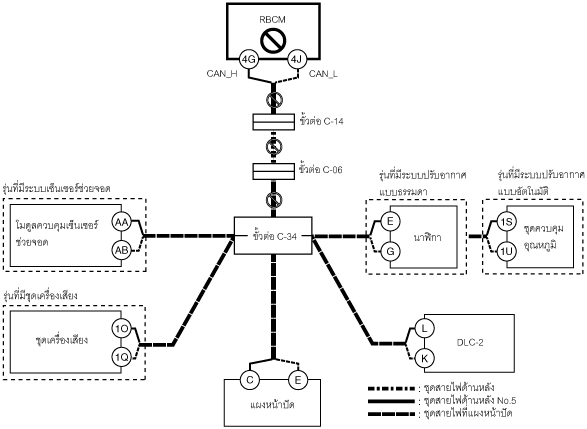 RBCM
4G
4J
CAN_H
CAN_L
ขั้วต่อ C-14
ขั้วต่อ C-06
รุ่นที่มีระบบเซ็นเซอร์ช่วยจอด
โมดูลควบคุมเซ็นเซอร์
ช่วยจอด
AA
AB
ขั้วต่อ C-34
รุ่นที่มีระบบปรับอากาศ
แบบธรรมดา
E
G
นาฬิกา
รุ่นที่มีระบบปรับอากาศ
แบบอัตโนมัติ
1S
1U
ชุดควบคุม
อุณหภูมิ
รุ่นที่มีชุดเครื่องเสียง
ชุดเครื่องเสียง
1O
1Q
L
K
DLC-2
C
E
แผงหน้าปัด
: ชุดสายไฟด้านหลัง
: ชุดสายไฟด้านหลัง No.5
: ชุดสายไฟที่แผงหน้าปัด